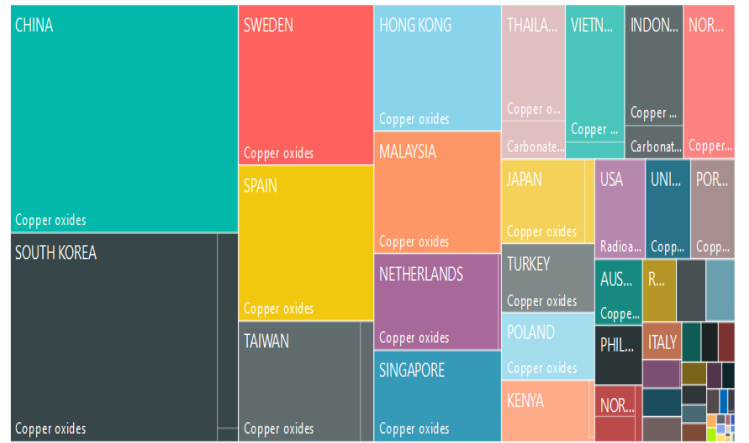 CHINA
Copper oxides
SOUTH KOREA
Copper oxides
SWEDEN
Copper oxides
SPAIN
Copper oxides
TAIWAN
Copper oxides
HONG KONG
Copper oxides
MALAYSIA
Copper oxides
NETHERLANDS
Copper oxides
SINGAPORE
Copper oxides
THAILA...
Copper o...
Carbonate...
VIETN...
Copper ...
INDON...
Copper ...
Carbonat...
NOR...
Copper...
JAPAN
Copper oxides
TURKEY
Copper oxides
POLAND
Copper oxides
KENYA
Copper oxides
USA
Radioa...
UNI...
Copp...
POR...
Copp...
AUS...
Coppe...
R...
PHIL...
ITALY
NOR...